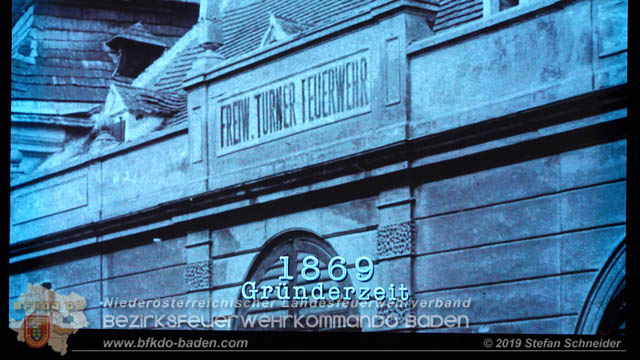 FREIW. TURNER FEUERWEHR
1869
Gründerzeit
Niederösterreichischer Landesfeuerwehrverband
BEZIRKSFEUERWEHRKOMMANDO BADEN
www.bfkdo-baden.com
© 2019 Stefan Schneider